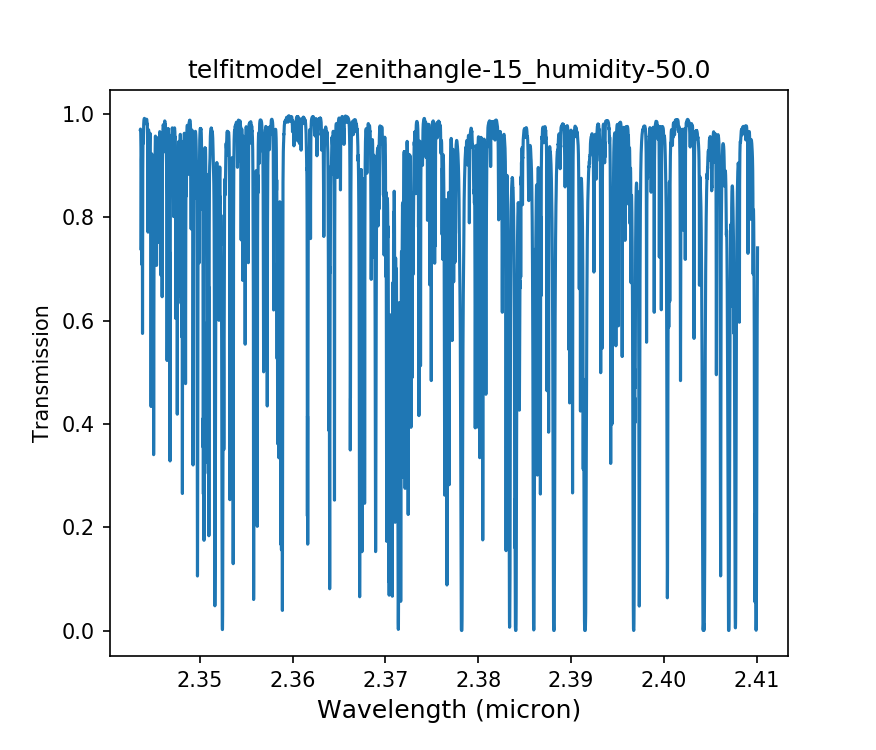 telfitmodel_zenithangle-15_humidity-50.0
1.0
0.8
0.6
0.4
0.2
0.0
Transmission
2.35 2.36 2.37 2.38 2.39 2.40 2.41
Wavelength (micron)